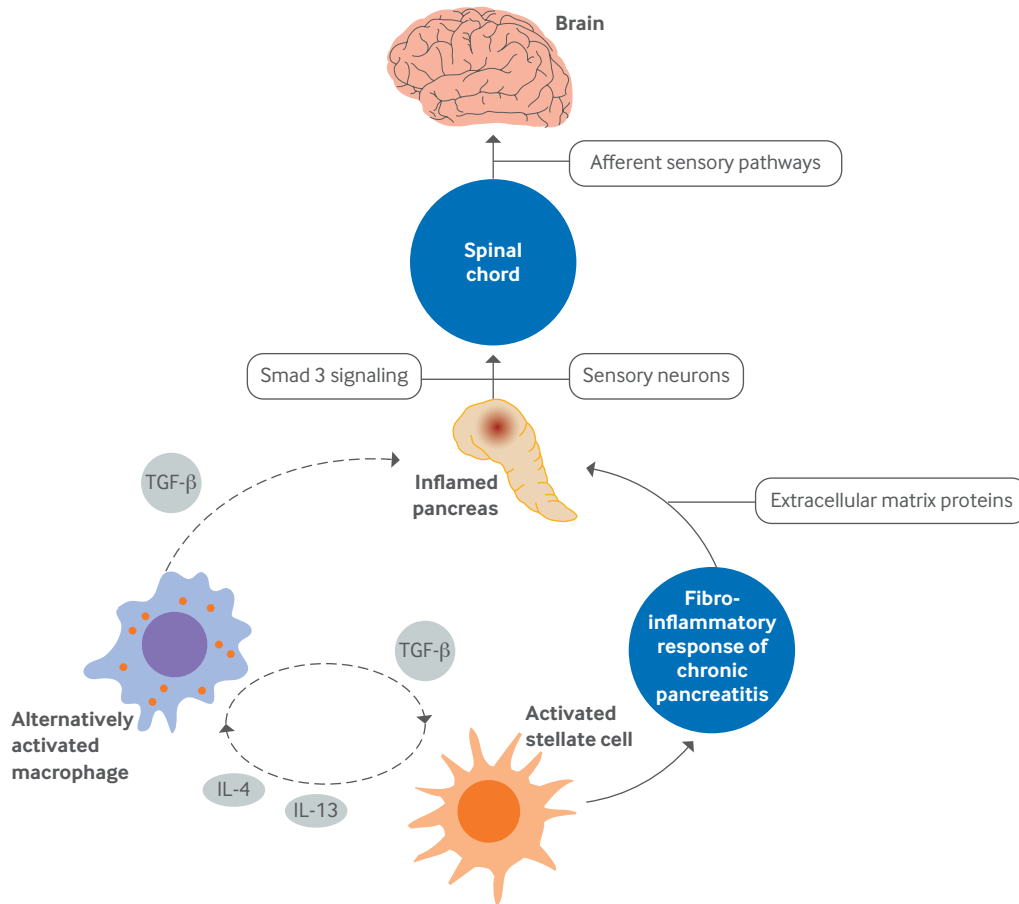 Brain
Afferent sensory pathways
Spinal
chord
Smad 3 signaling
Sensory neurons
TGF-β
Inflamed
pancreas
Extracellular matrix proteins
Fibro-
inflammatory
response of
chronic
pancreatitis
TGF-β
Alternatively
activated
macrophage
Activated
stellate cell
IL-4
IL-13